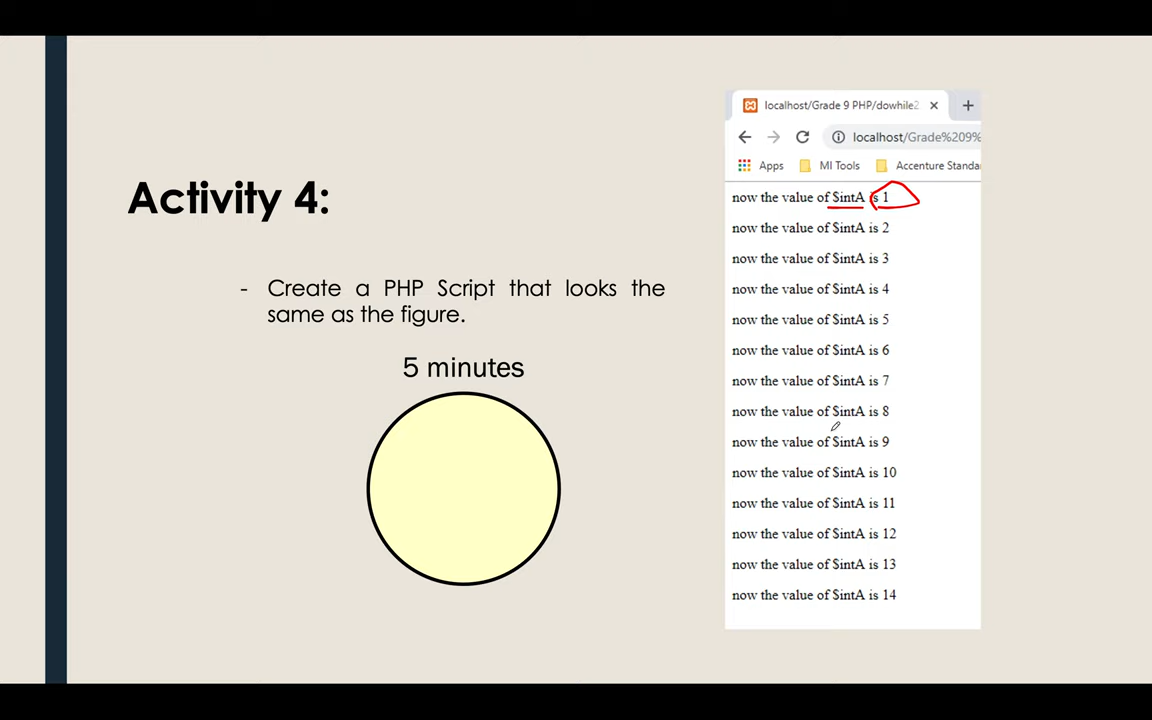 Activity 4:
- Create a PHP Script that looks the
same as the figure.
5 minutes
localhost/Grade 9 PHP/dowhile2
localhost/Grade%209%
Apps MI Tools Accenture Standa
now the value of $intA is 1
now the value of $intA is 2
now the value of $intA is 3
now the value of $intA is 4
now the value of $intA is 5
now the value of $intA is 6
now the value of $intA is 7
now the value of $intA is 8
now the value of $intA is 9
now the value of $intA is 10
now the value of $intA is 11
now the value of $intA is 12
now the value of $intA is 13
now the value of $intA is 14